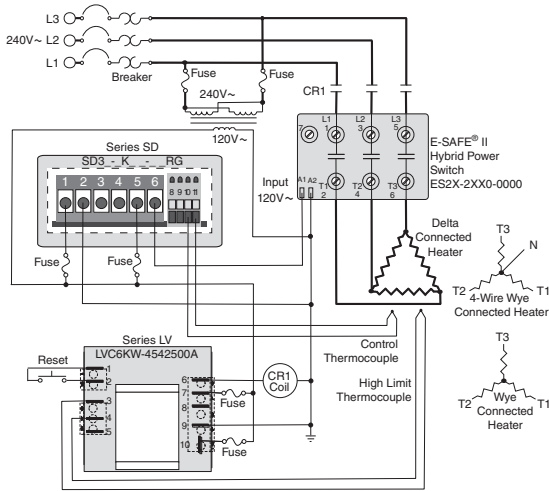 L3
240V~ L2
L1
Breaker
Fuse
Fuse
240V~
120V~
CR1
L1
L2
L3
7
1
3
5
E-SAFE® II
Hybrid Power
Switch
ES2X-2XX0-0000
Input
120V~
A1 A2
T1
T2
T3
2
4
6
Series SD
SD3_-_K___-__RG
1 2 3 4 5 6
8 9 10 11
Fuse
Fuse
Delta
Connected
Heater
T3
N
T2
T1
4-Wire Wye
Connected Heater
T3
T2
T1
Wye
Connected
Heater
Control
Thermocouple
High Limit
Thermocouple
Series LV
LVC6KW-4542500A
Reset
1
2
3
4
5
6
7
8
9
10
CR1
Coil
Fuse
Fuse